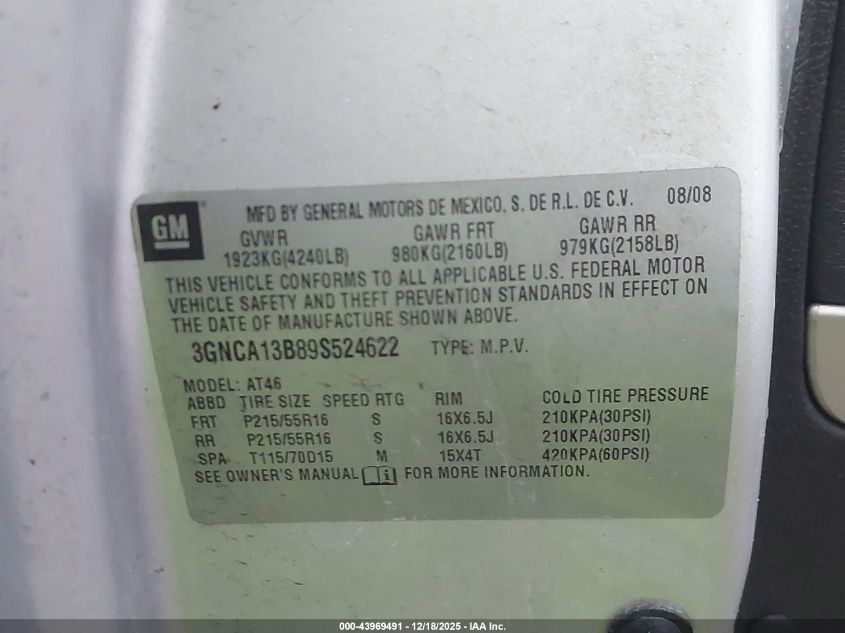 GM
MFD BY GENERAL MOTORS DE MEXICO, S. DE R.L. DE C.V. 08/08
GVWR GAWR FRT GAWR RR
1923KG(4240LB) 980KG(2160LB) 979KG(2158LB)
THIS VEHICLE CONFORMS TO ALL APPLICABLE U.S. FEDERAL MOTOR
VEHICLE SAFETY AND THEFT PREVENTION STANDARDS IN EFFECT ON
THE DATE OF MANUFACTURE SHOWN ABOVE.
3GNCA13B89S524622 TYPE: M.P.V.
MODEL: AT46
ABBD TIRE SIZE SPEED RTG RIM COLD TIRE PRESSURE
FRT P215/55R16 S 16X6.5J 210KPA(30PSI)
RR P215/55R16 S 16X6.5J 210KPA(30PSI)
SPA T115/70D15 M 15X4T 420KPA(60PSI)
SEE OWNER'S MANUAL i FOR MORE INFORMATION.
000-43969491 - 12/18/2025 - IAA Inc.